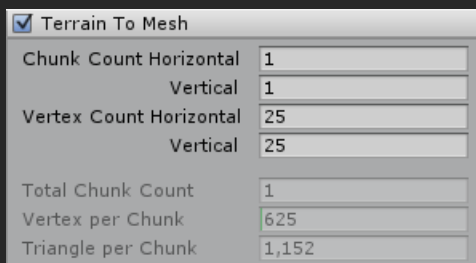 Terrain To Mesh
Chunk Count Horizontal 1
Vertical 1
Vertex Count Horizontal 25
Vertical 25
Total Chunk Count 1
Vertex per Chunk 625
Triangle per Chunk 1,152